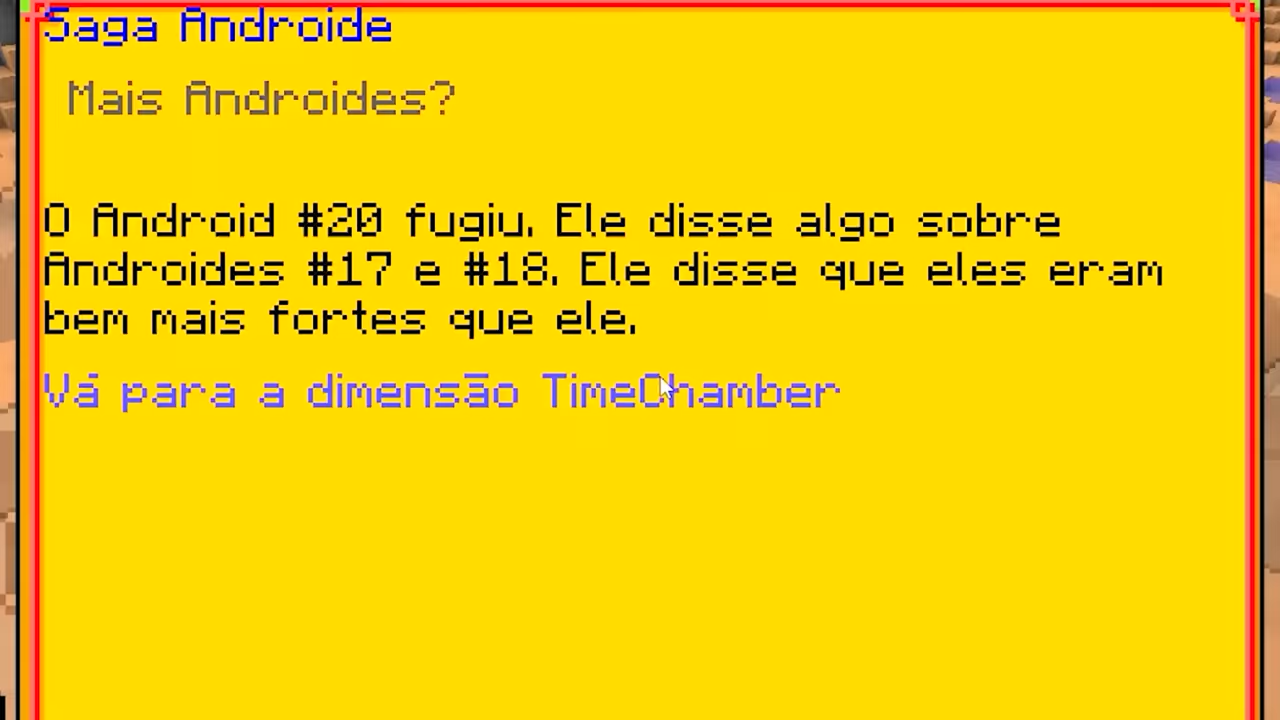 Saga Androide
Mais Androides?
O Android #20 fugiu. Ele disse algo sobre
Androides #17 e #18. Ele disse que eles eram
bem mais fortes que ele.
Vá para a dimensão TimeChamber